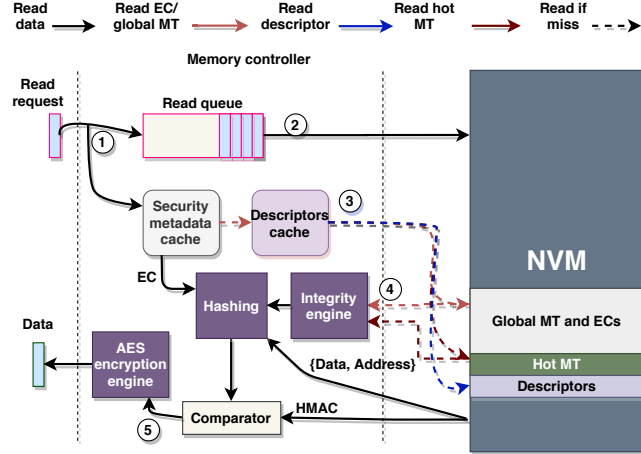 Read data
Read EC/ global MT
Read descriptor
Read hot MT
Read if miss
Memory controller
Read request
Read queue
1
2
Security metadata cache
Descriptors cache
3
NVM
EC
Hashing
Integrity engine
4
Global MT and ECs
Data
AES encryption engine
{Data, Address}
Hot MT
Descriptors
5
Comparator
HMAC